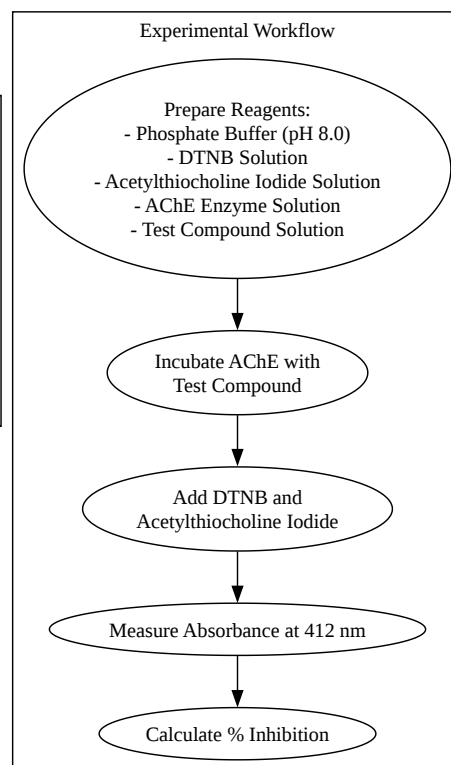 Experimental Workflow
Prepare Reagents:
- Phosphate Buffer (pH 8.0)
- DTNB Solution
- Acetylthiocholine Iodide Solution
- AChE Enzyme Solution
- Test Compound Solution
Incubate AChE with
Test Compound
Add DTNB and
Acetylthiocholine Iodide
Measure Absorbance at 412 nm
Calculate % Inhibition